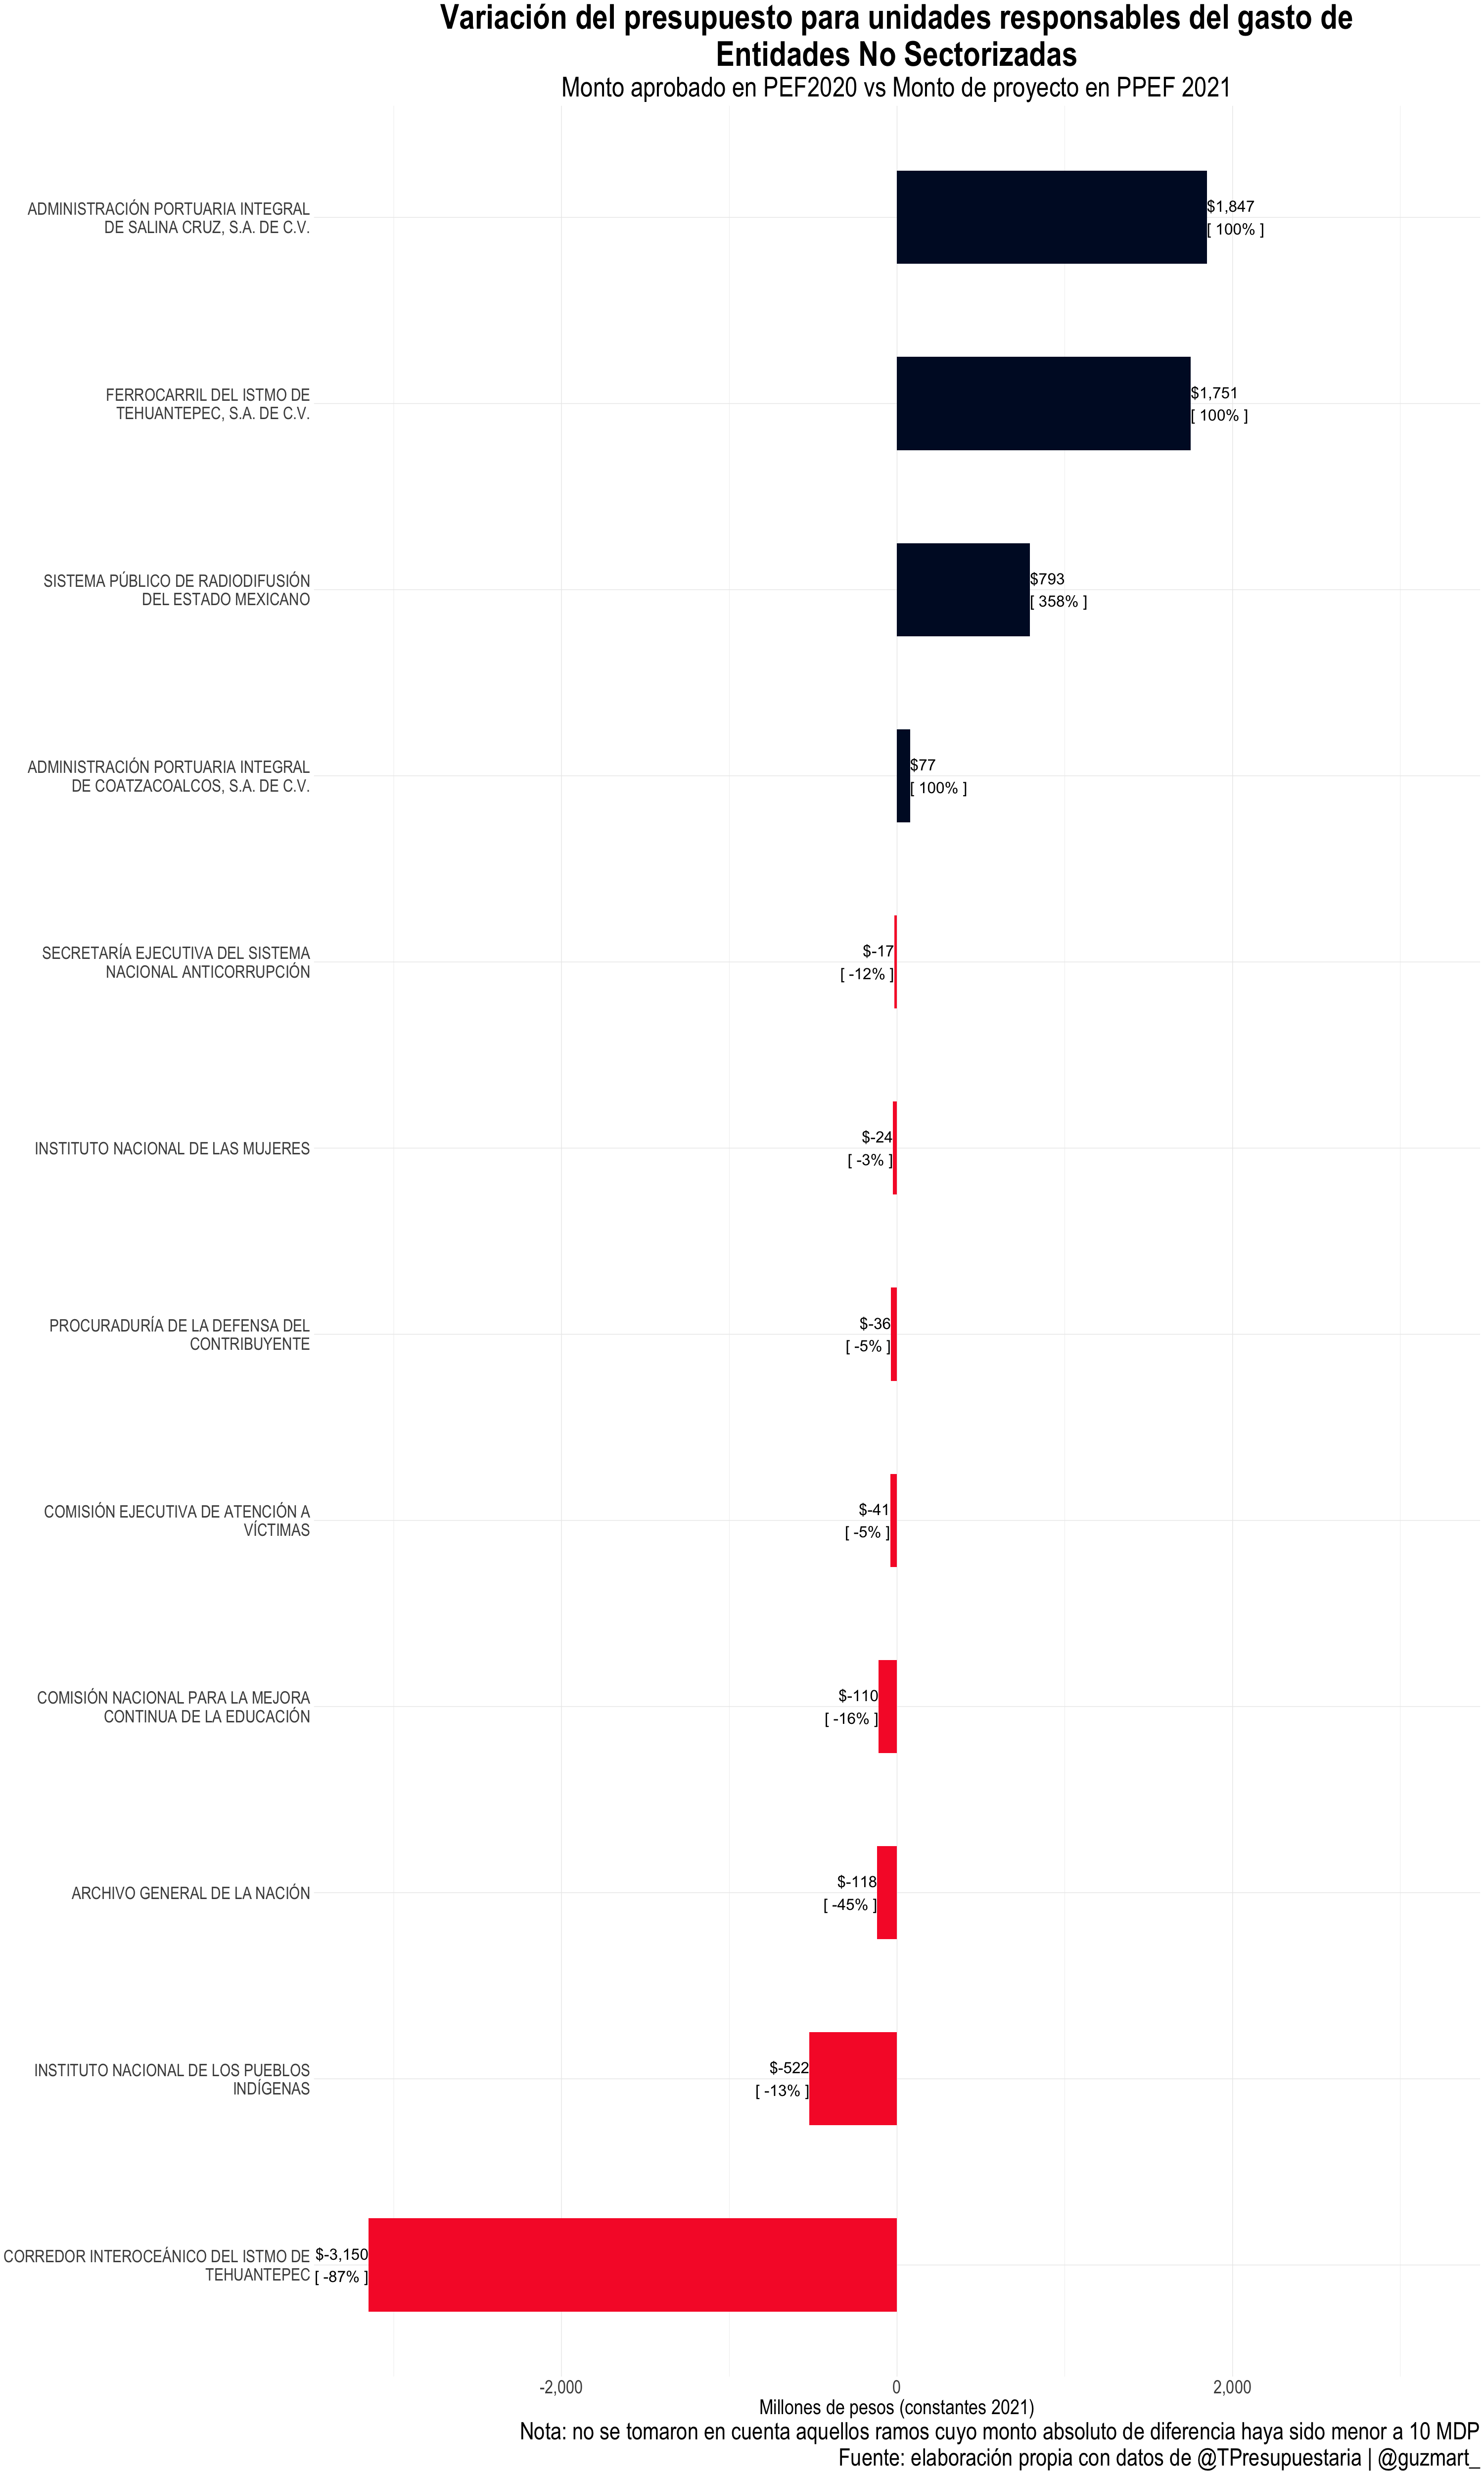 Variación del presupuesto para unidades responsables del gasto de
Entidades No Sectorizadas
Monto aprobado en PEF2020 vs Monto de proyecto en PPEF 2021
ADMINISTRACIÓN PORTUARIA INTEGRAL
DE SALINA CRUZ, S.A. DE C.V.
$1,847
[ 100% ]
FERROCARRIL DEL ISTMO DE
TEHUANTEPEC, S.A. DE C.V.
$1,751
[ 100% ]
SISTEMA PÚBLICO DE RADIODIFUSIÓN
DEL ESTADO MEXICANO
$793
[ 358% ]
ADMINISTRACIÓN PORTUARIA INTEGRAL
DE COATZACOALCOS, S.A. DE C.V.
$77
[ 100% ]
SECRETARÍA EJECUTIVA DEL SISTEMA
NACIONAL ANTICORRUPCIÓN
$-17
[ -12% ]
INSTITUTO NACIONAL DE LAS MUJERES
$-24
[ -3% ]
PROCURADURÍA DE LA DEFENSA DEL
CONTRIBUYENTE
$-36
[ -5% ]
COMISIÓN EJECUTIVA DE ATENCIÓN A
VÍCTIMAS
$-41
[ -5% ]
COMISIÓN NACIONAL PARA LA MEJORA
CONTINUA DE LA EDUCACIÓN
$-110
[ -16% ]
ARCHIVO GENERAL DE LA NACIÓN
$-118
[ -45% ]
INSTITUTO NACIONAL DE LOS PUEBLOS
INDÍGENAS
$-522
[ -13% ]
CORREDOR INTEROCEÁNICO DEL ISTMO DE
TEHUANTEPEC
$-3,150
[ -87% ]
-2,000
0
2,000
Millones de pesos (constantes 2021)
Nota: no se tomaron en cuenta aquellos ramos cuyo monto absoluto de diferencia haya sido menor a 10 MDP
Fuente: elaboración propia con datos de @TPresupuestaria | @guzmart_